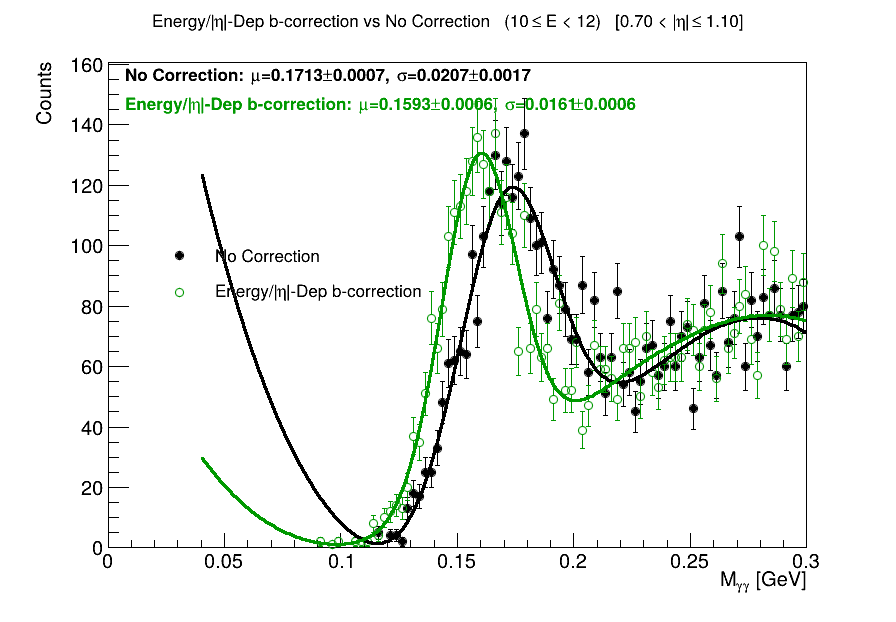 Energy/|η|-Dep b-correction vs No Correction (10 ≤ E < 12) [0.70 < |η| ≤ 1.10]
Counts
160
140
120
100
80
60
40
20
0
No Correction: μ=0.1713±0.0007, σ=0.0207±0.0017
Energy/|η|-Dep b-correction: μ=0.1593±0.0006, σ=0.0161±0.0006
No Correction
Energy/|η|-Dep b-correction
0 0.05 0.1 0.15 0.2 0.25 0.3
Mγγ [GeV]